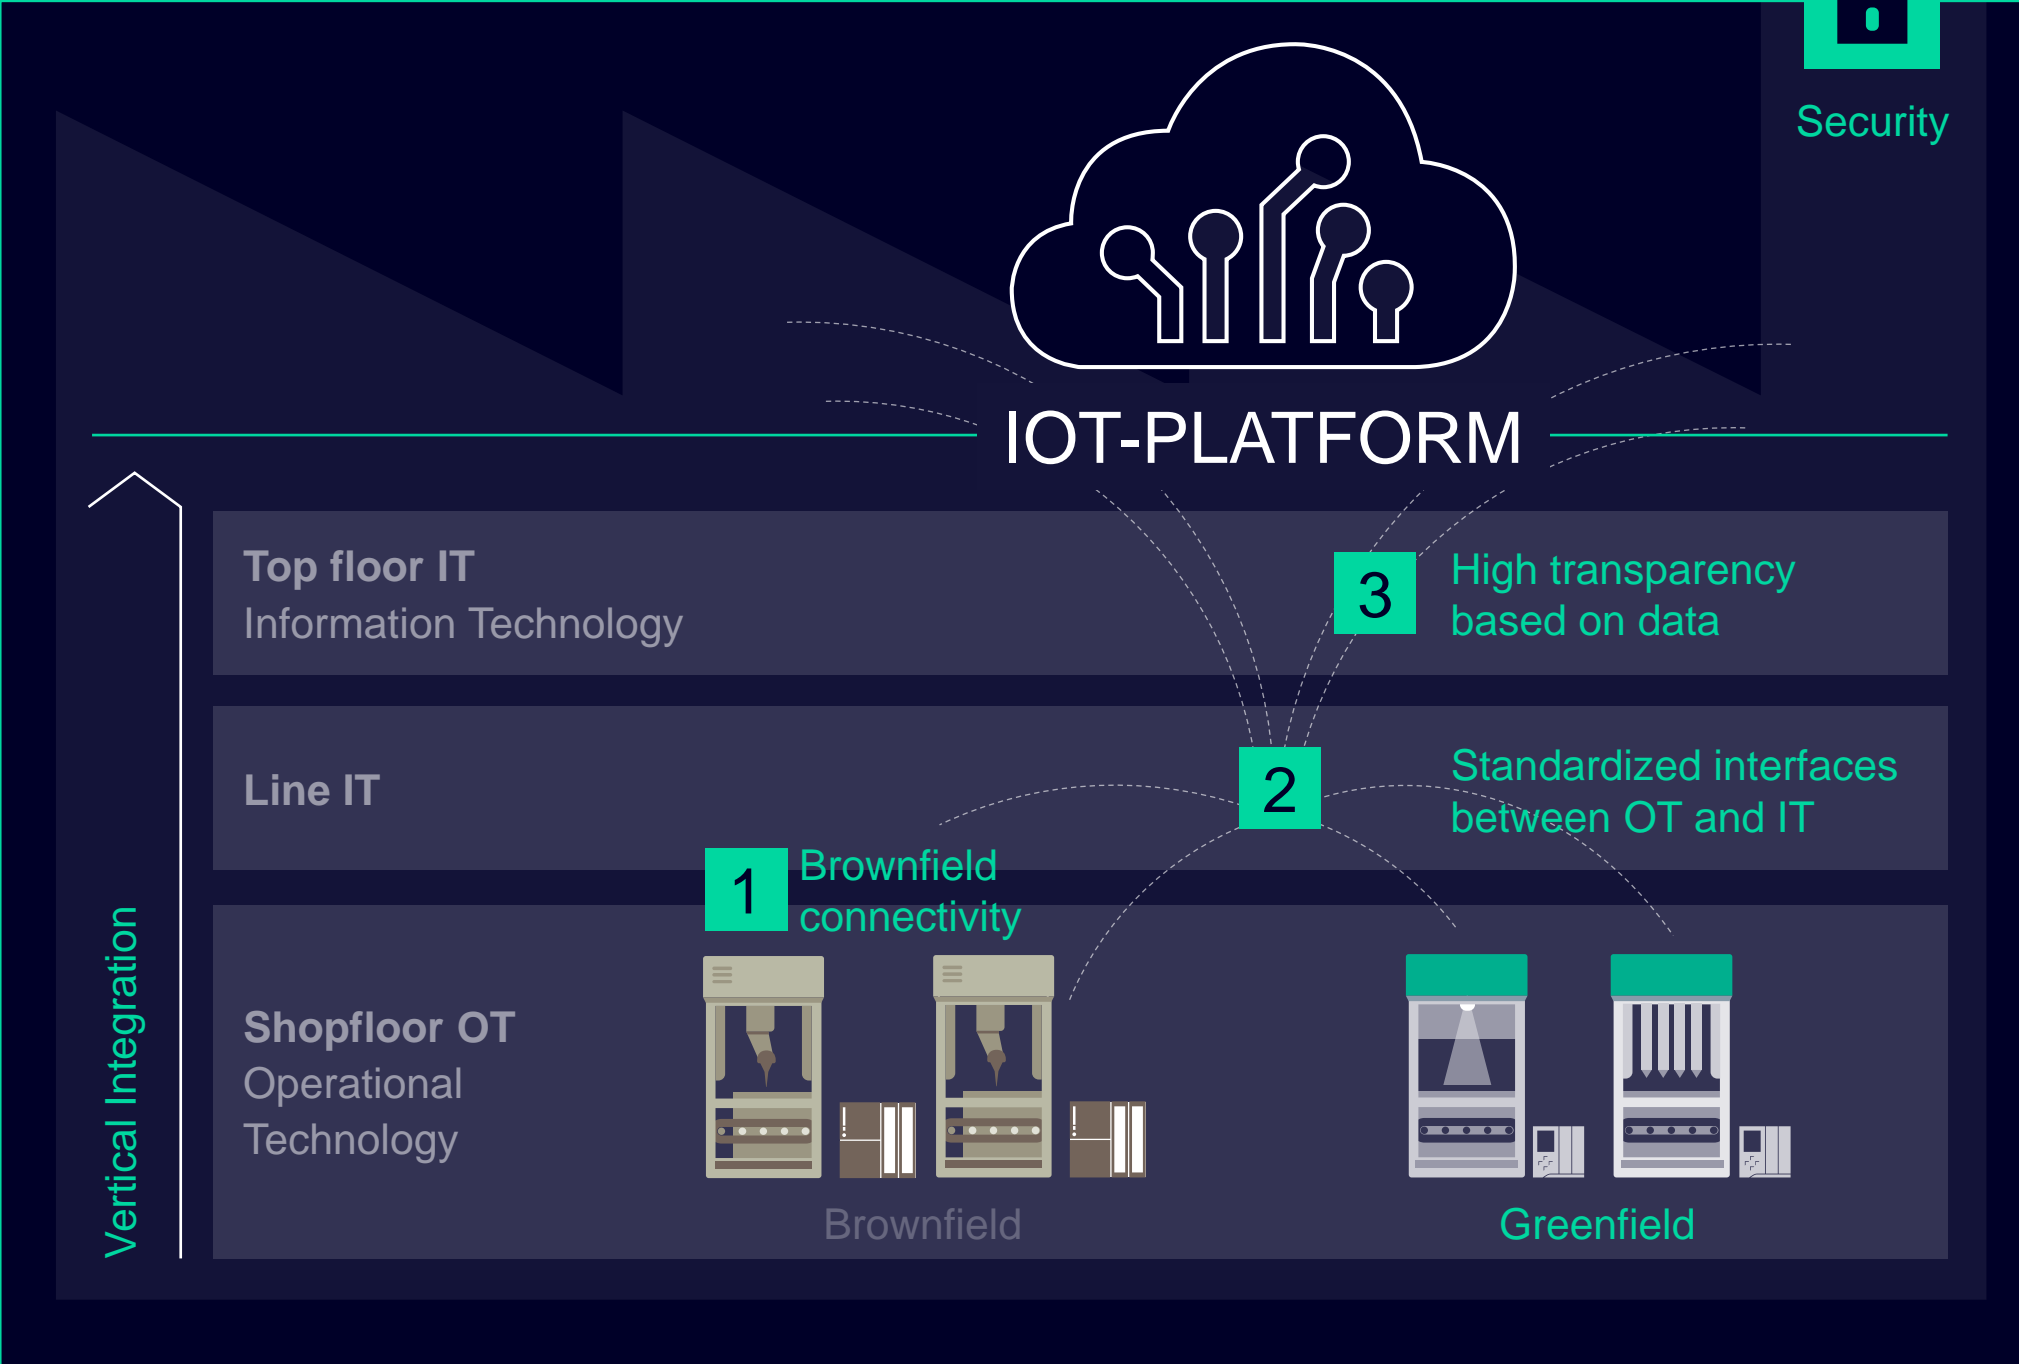 Security
IOT-PLATFORM
Top floor IT
Information Technology
3
High transparency
based on data
Line IT
2
Standardized interfaces
between OT and IT
1
Brownfield
connectivity
Shopfloor OT
Operational
Technology
Vertical Integration
Brownfield
Greenfield